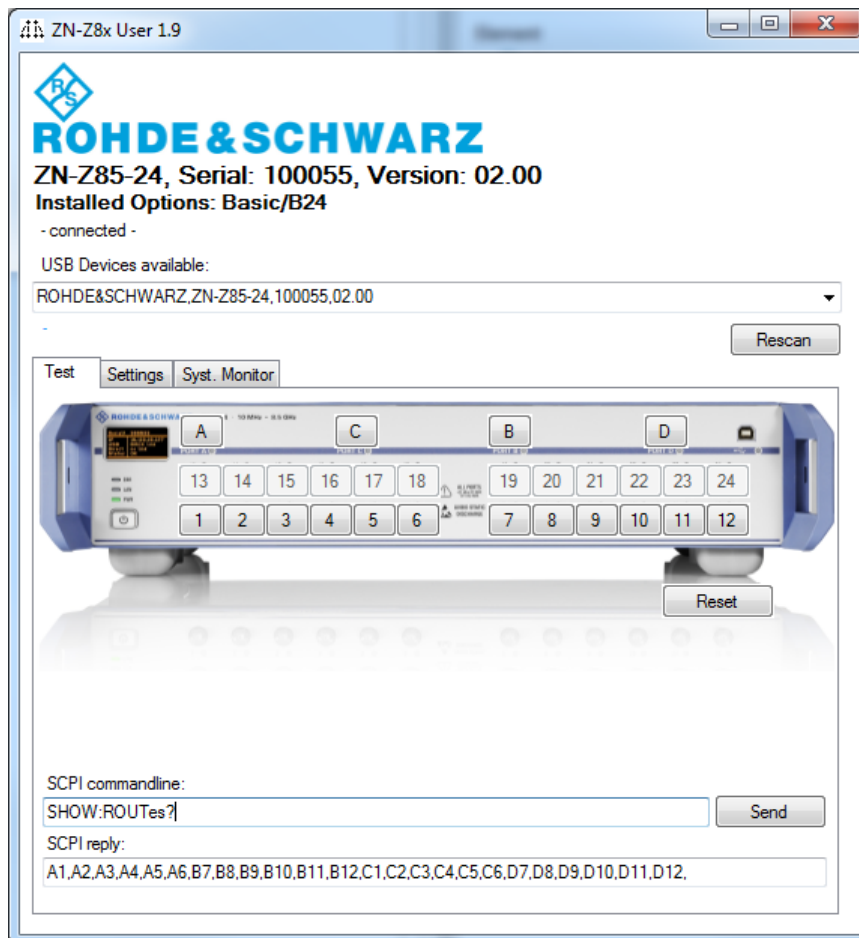 ZN-Z8x User 1.9
ROHDE&SCHWARZ
ZN-Z85-24, Serial: 100055, Version: 02.00
Installed Options: Basic/B24
- connected -
USB Devices available:
ROHDE&SCHWARZ,ZN-Z85-24,100055,02.00
-
Rescan
Test Settings Syst. Monitor
A C B D
13 14 15 16 17 18 19 20 21 22 23 24
1 2 3 4 5 6 7 8 9 10 11 12
Reset
SCPI commandline:
SHOW:ROUTes?
Send
SCPI reply:
A1,A2,A3,A4,A5,A6,B7,B8,B9,B10,B11,B12,C1,C2,C3,C4,C5,C6,D7,D8,D9,D10,D11,D12,